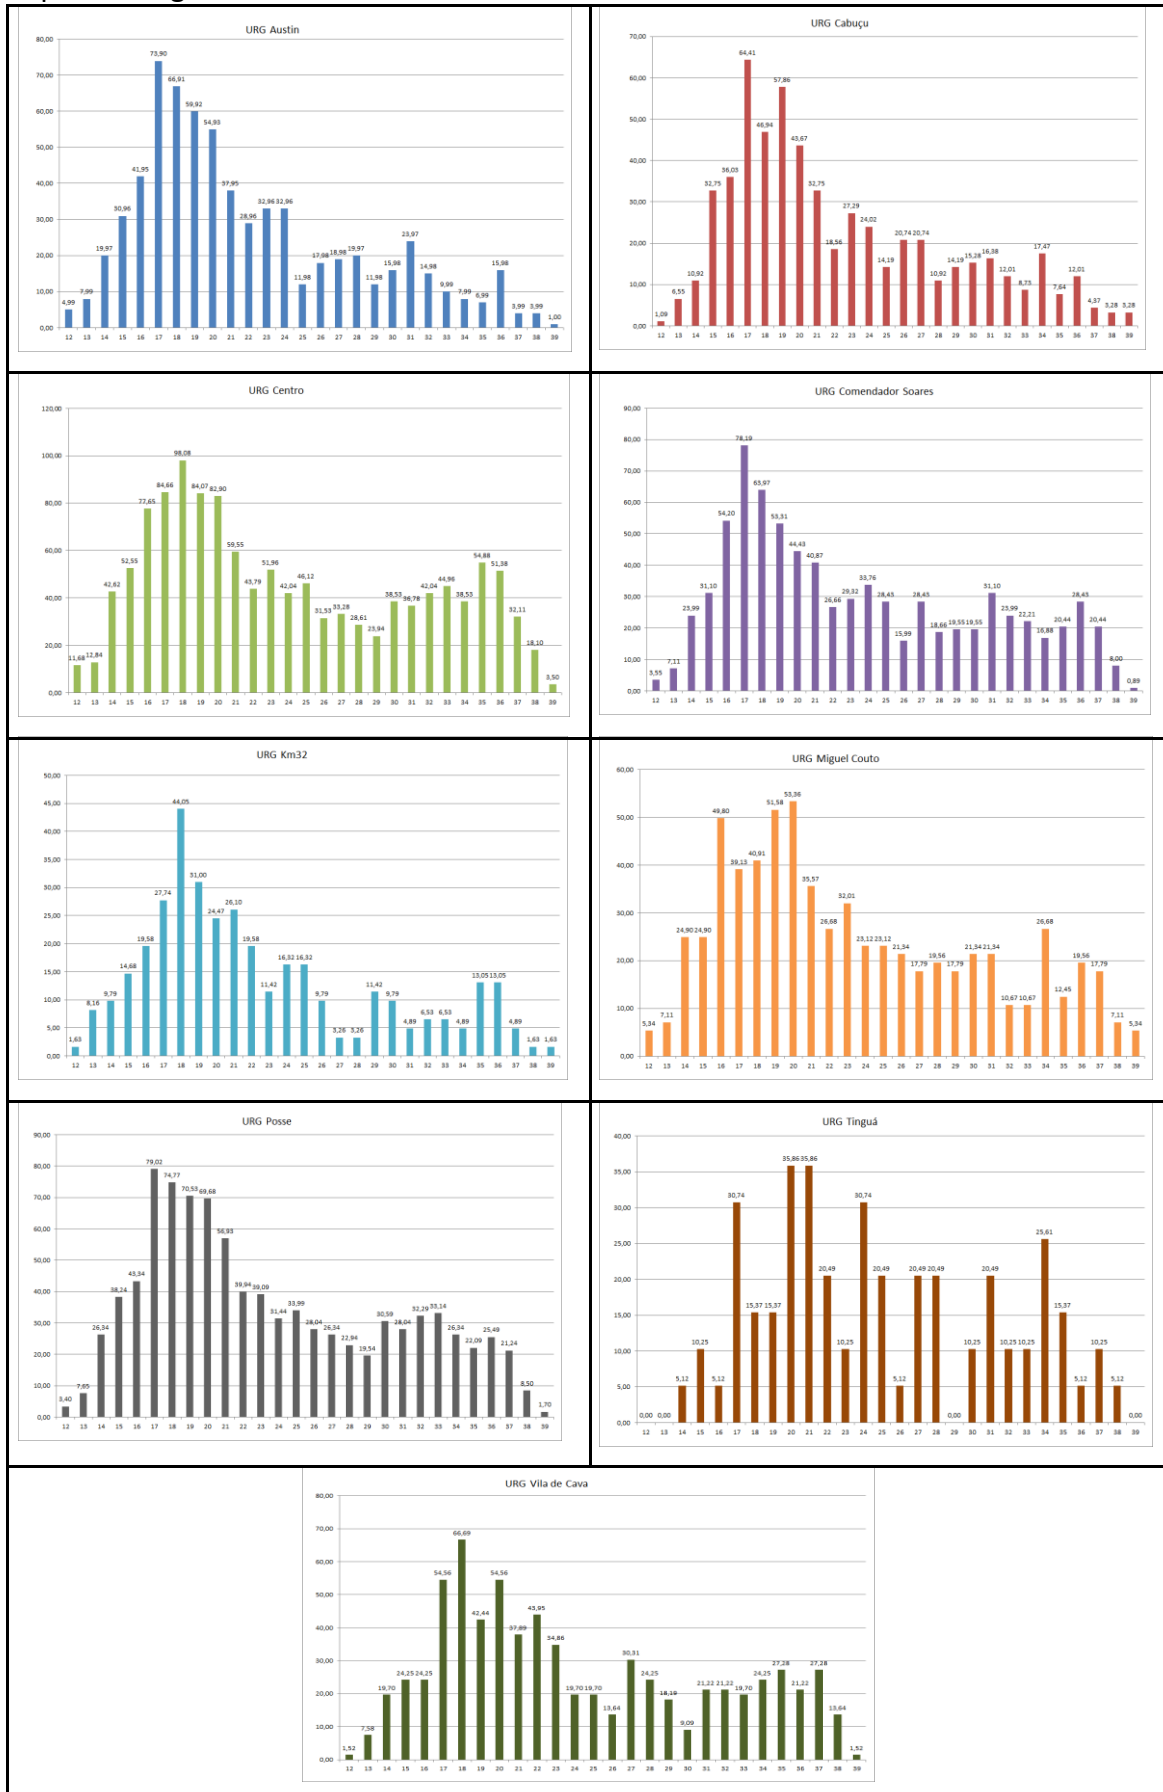 URG Austin
80,00
70,00
60,00
50,00
40,00
30,00
20,00
10,00
0,00
4,99 7,99 19,97 30,96 41,95 73,90 66,91 59,92 54,93 37,95 28,96 32,96 32,96 11,98 17,98 18,98 19,97 11,98 15,98 23,97 14,98 9,99 7,99 6,99 15,98 3,99 3,99 1,00
12 13 14 15 16 17 18 19 20 21 22 23 24 25 26 27 28 29 30 31 32 33 34 35 36 37 38 39
URG Cabuçu
70,00
60,00
50,00
40,00
30,00
20,00
10,00
0,00
1,09 6,55 10,92 32,75 36,03 64,41 46,94 57,86 43,67 32,75 18,56 27,29 24,02 14,19 20,74 20,74 10,92 14,19 15,28 16,38 12,01 8,73 17,47 7,64 12,01 4,37 3,28 3,28
12 13 14 15 16 17 18 19 20 21 22 23 24 25 26 27 28 29 30 31 32 33 34 35 36 37 38 39
URG Centro
120,00
100,00
80,00
60,00
40,00
20,00
0,00
11,68 12,84 42,62 52,55 77,65 84,66 98,08 84,07 82,90 59,55 43,79 51,96 42,04 46,12 31,53 33,28 28,61 23,94 38,53 36,78 42,04 44,96 38,53 54,88 51,38 32,11 18,10 3,50
12 13 14 15 16 17 18 19 20 21 22 23 24 25 26 27 28 29 30 31 32 33 34 35 36 37 38 39
URG Comendador Soares
90,00
80,00
70,00
60,00
50,00
40,00
30,00
20,00
10,00
0,00
3,55 7,11 23,99 31,10 54,20 78,19 63,97 53,31 44,43 40,87 26,66 29,32 33,76 28,43 15,99 28,43 18,66 19,55 19,55 31,10 23,99 22,21 16,88 20,44 28,43 20,44 8,00 0,89
12 13 14 15 16 17 18 19 20 21 22 23 24 25 26 27 28 29 30 31 32 33 34 35 36 37 38 39
URG Km32
50,00
45,00
40,00
35,00
30,00
25,00
20,00
15,00
10,00
5,00
0,00
1,63 8,16 9,79 14,68 19,58 27,74 44,05 31,00 24,47 26,10 19,58 11,42 16,32 16,32 9,79 3,26 3,26 11,42 9,79 4,89 6,53 6,53 4,89 13,05 13,05 4,89 1,63 1,63
12 13 14 15 16 17 18 19 20 21 22 23 24 25 26 27 28 29 30 31 32 33 34 35 36 37 38 39
URG Miguel Couto
60,00
50,00
40,00
30,00
20,00
10,00
0,00
5,34 7,11 24,90 24,90 49,80 39,13 40,91 51,58 53,36 35,57 26,68 32,01 23,12 23,12 21,34 17,79 19,56 17,79 21,34 21,34 10,67 10,67 26,68 12,45 19,56 17,79 7,11 5,34
12 13 14 15 16 17 18 19 20 21 22 23 24 25 26 27 28 29 30 31 32 33 34 35 36 37 38 39
URG Posse
90,00
80,00
70,00
60,00
50,00
40,00
30,00
20,00
10,00
0,00
3,40 7,65 26,34 38,24 43,34 79,02 74,77 70,53 69,68 56,93 39,94 39,09 31,44 33,99 28,04 26,34 22,94 19,54 30,59 28,04 32,29 33,14 26,34 22,09 25,49 21,24 8,50 1,70
12 13 14 15 16 17 18 19 20 21 22 23 24 25 26 27 28 29 30 31 32 33 34 35 36 37 38 39
URG Tinguá
40,00
35,00
30,00
25,00
20,00
15,00
10,00
5,00
0,00
0,00 0,00 5,12 10,25 5,12 30,74 15,37 15,37 35,86 35,86 20,49 10,25 30,74 20,49 5,12 20,49 20,49 0,00 10,25 20,49 10,25 10,25 25,61 15,37 5,12 10,25 5,12 0,00
12 13 14 15 16 17 18 19 20 21 22 23 24 25 26 27 28 29 30 31 32 33 34 35 36 37 38 39
URG Vila de Cava
80,00
70,00
60,00
50,00
40,00
30,00
20,00
10,00
0,00
1,52 7,58 19,70 24,25 24,25 54,56 66,69 42,44 54,56 37,89 43,95 34,86 19,70 19,70 13,64 30,31 24,25 18,19 9,09 21,22 21,22 19,70 24,25 27,28 21,22 27,28 13,64 1,52
12 13 14 15 16 17 18 19 20 21 22 23 24 25 26 27 28 29 30 31 32 33 34 35 36 37 38 39